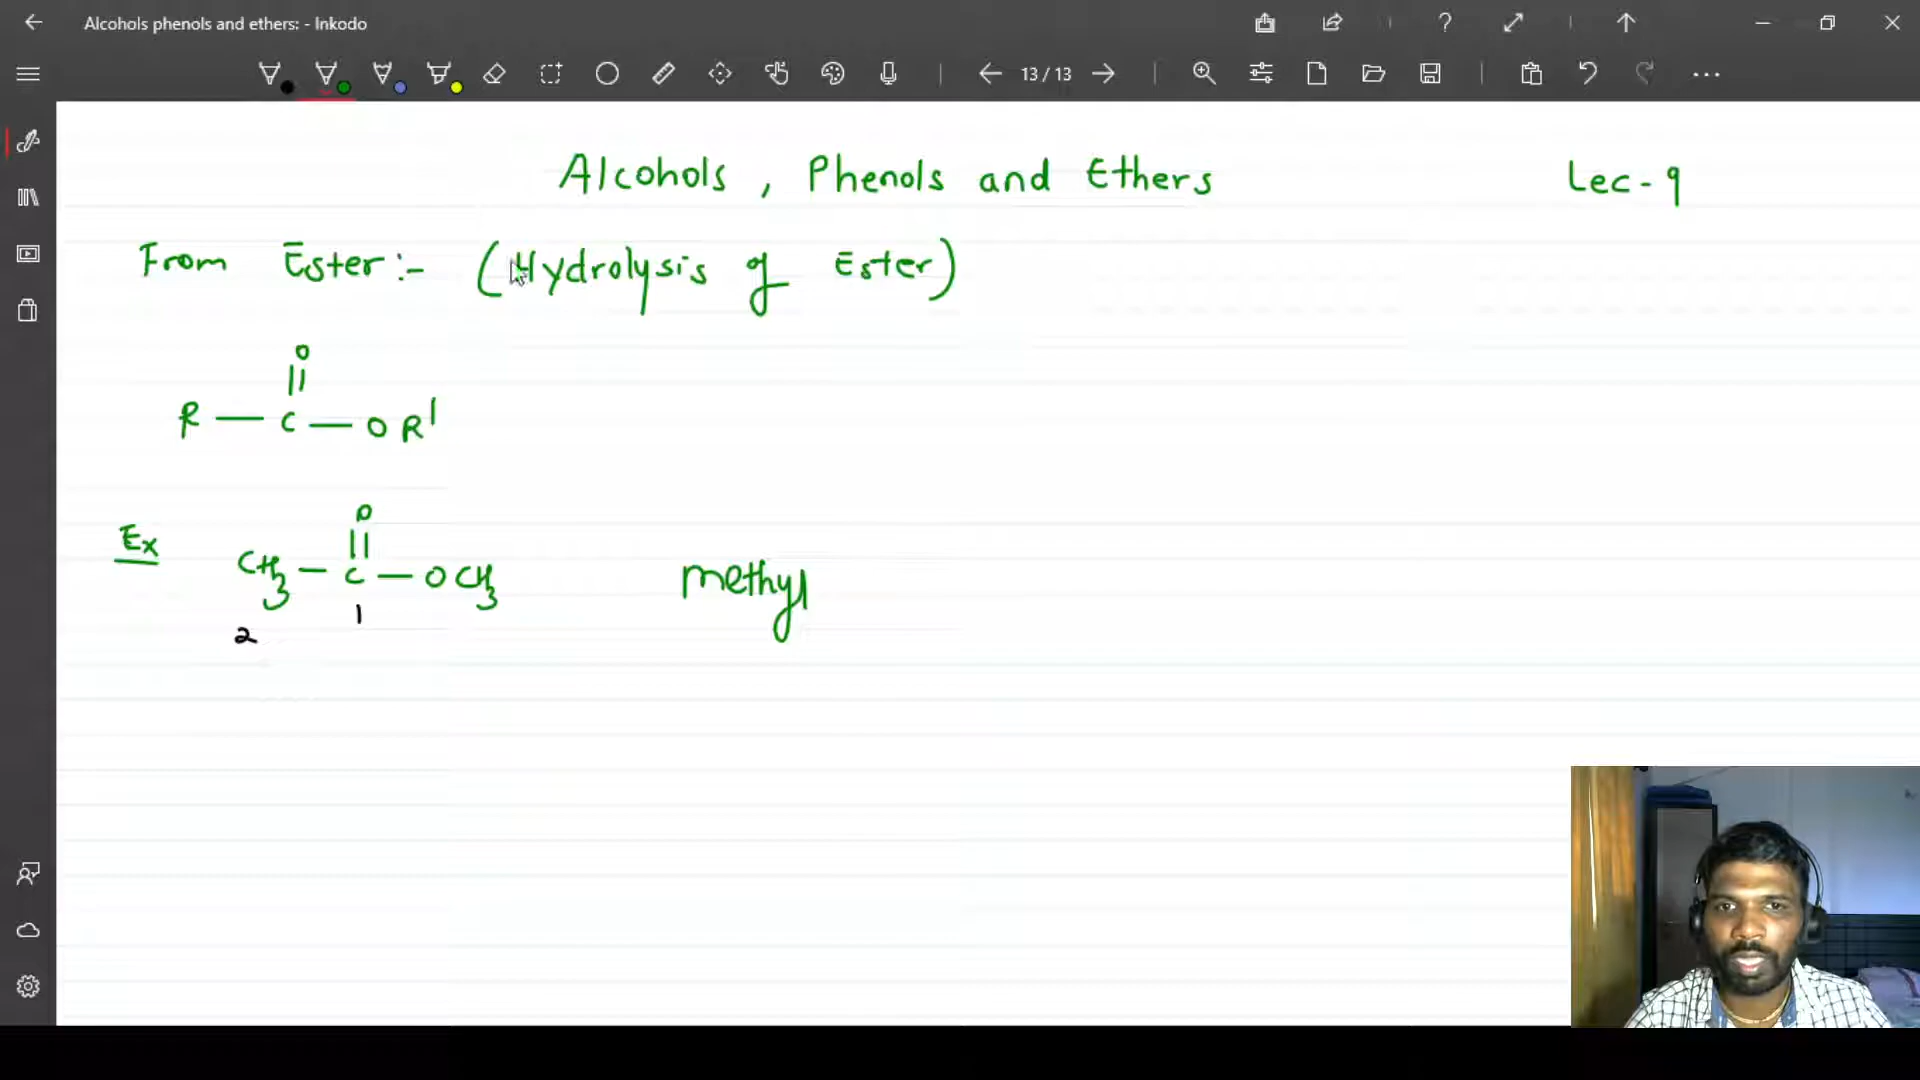 Alcohols phenols and ethers: - Inkodo
13 / 13
Alcohols, Phenols and Ethers
Lec-9
From Ester:- (Hydrolysis of Ester)
O
||
R — C — OR'
Ex
O
||
CH3 — C — OCH3
methyl
2 1